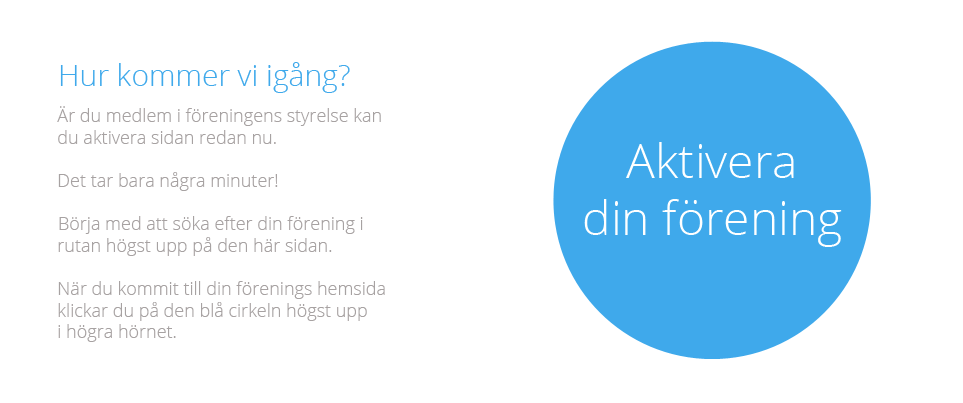 Hur kommer vi igång?
Är du medlem i föreningens styrelse kan
du aktivera sidan redan nu.
Det tar bara några minuter!
Börja med att söka efter din förening i
rutan högst upp på den här sidan.
När du kommit till din förenings hemsida
klickar du på den blå cirkeln högst upp
i högra hörnet.
Aktivera
din förening